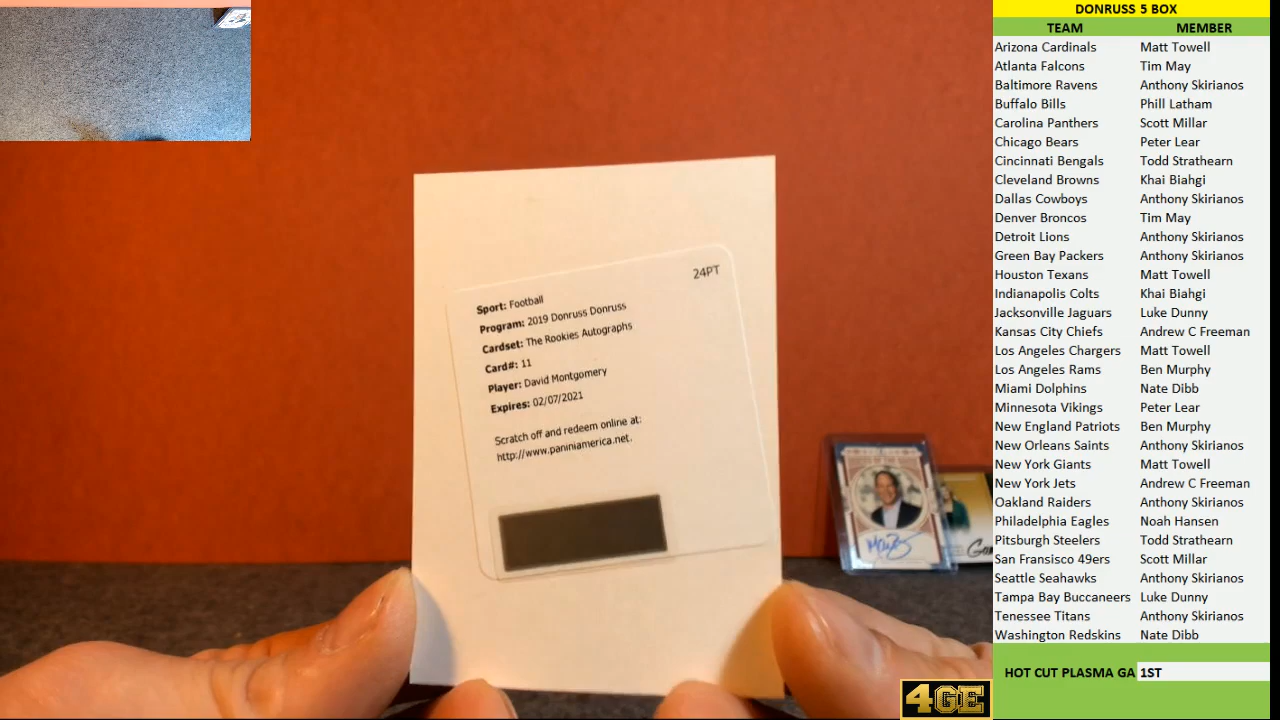 24PT
Sport: Football
Program: 2019 Donruss Donruss
Cardset: The Rookies Autographs
Card#: 11
Player: David Montgomery
Expires: 02/07/2021
Scratch off and redeem online at:
http://www.paniniamerica.net.
DONRUSS 5 BOX
TEAM MEMBER
Arizona Cardinals Matt Towell
Atlanta Falcons Tim May
Baltimore Ravens Anthony Skirianos
Buffalo Bills Phill Latham
Carolina Panthers Scott Millar
Chicago Bears Peter Lear
Cincinnati Bengals Todd Strathearn
Cleveland Browns Khai Biahgi
Dallas Cowboys Anthony Skirianos
Denver Broncos Tim May
Detroit Lions Anthony Skirianos
Green Bay Packers Anthony Skirianos
Houston Texans Matt Towell
Indianapolis Colts Khai Biahgi
Jacksonville Jaguars Luke Dunny
Kansas City Chiefs Andrew C Freeman
Los Angeles Chargers Matt Towell
Los Angeles Rams Ben Murphy
Miami Dolphins Nate Dibb
Minnesota Vikings Peter Lear
New England Patriots Ben Murphy
New Orleans Saints Anthony Skirianos
New York Giants Matt Towell
New York Jets Andrew C Freeman
Oakland Raiders Anthony Skirianos
Philadelphia Eagles Noah Hansen
Pitsburgh Steelers Todd Strathearn
San Fransisco 49ers Scott Millar
Seattle Seahawks Anthony Skirianos
Tampa Bay Buccaneers Luke Dunny
Tenessee Titans Anthony Skirianos
Washington Redskins Nate Dibb
HOT CUT PLASMA GA 1ST
4GE